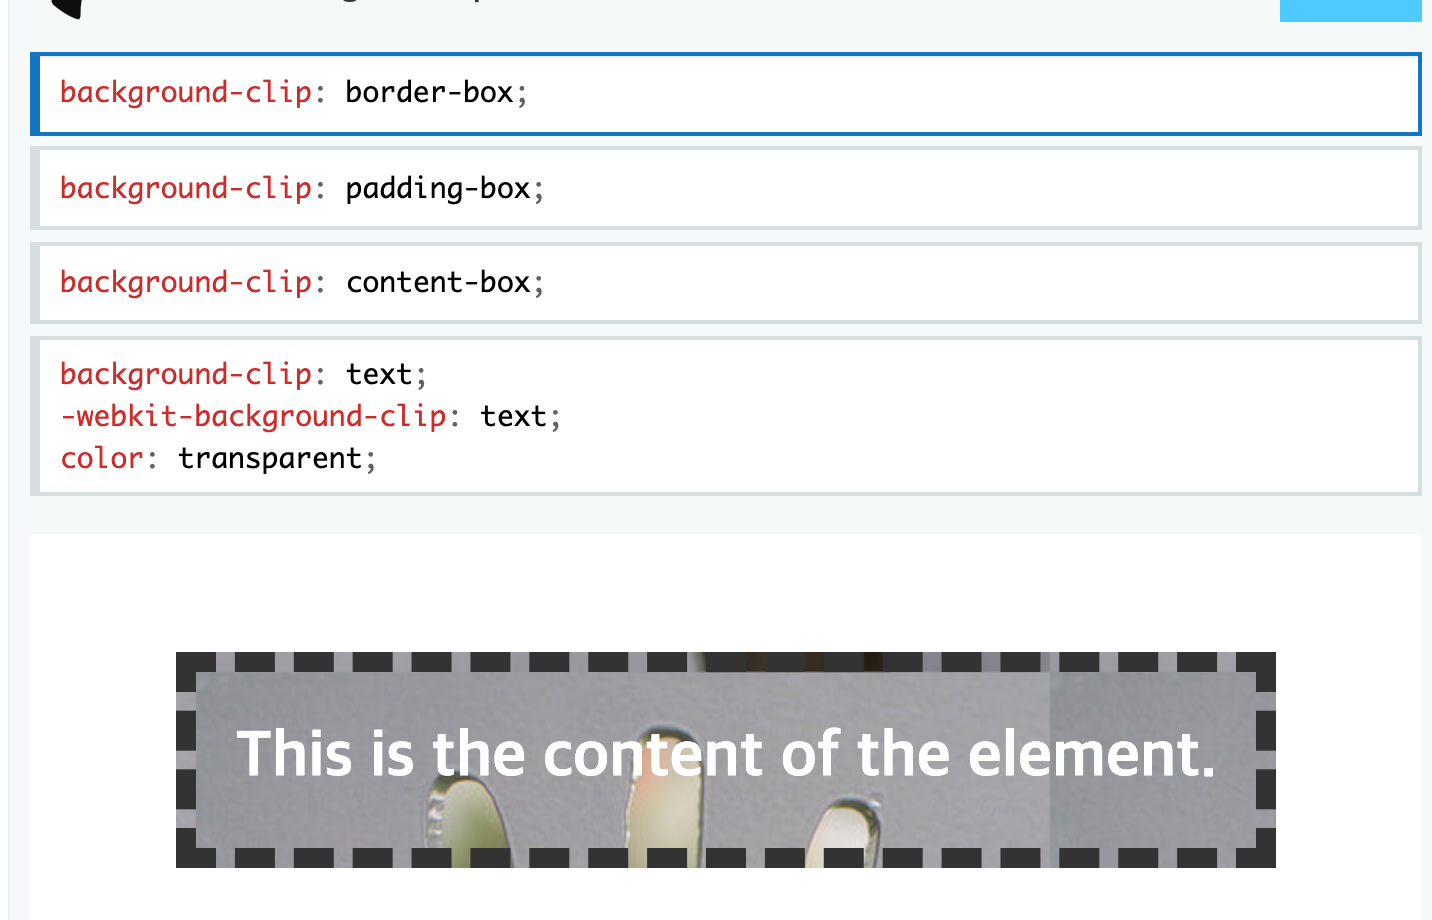 background-clip: border-box;
background-clip: padding-box;
background-clip: content-box;
background-clip: text;
-webkit-background-clip: text;
color: transparent;
This is the content of the element.